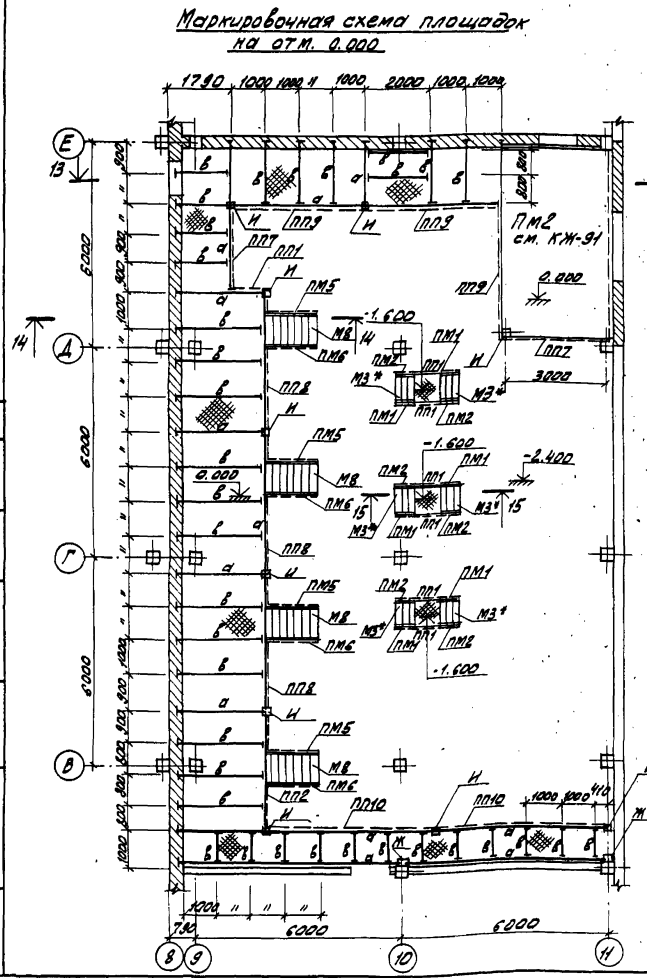 Маркировочная схема площадок
на отм. 0.000
1790 1000 1000 " 1000 2000 1000 1000
Е
900
13
в в в в а в в в
в
800 800
ПМ2
см. КЖ-91
0.000
И ПП9 И ПП9
ПП7
ПП1
ПП9
6000
900
900
1000
а
И
ПМ5
М8
ПМ6
14 14
-1.600
Д
И ПП7
3000
ПМ2 ПП1 ПМ1
М3* М3*
ПМ1 ПП1 ПМ2
ПП8
И
6000
0.000
ПМ5
М8
ПМ6
-1.600
-2.400
ПМ2 ПП1 ПМ1
15 15
М3* М3*
ПМ1 ПП1 ПМ2
ПП8
Г
И
ПМ5
М8
ПМ6
ПМ2 ПП1 ПМ1
М3* М3*
ПМ1 ПП1 ПМ2
-1.600
6000
1000
900
900
ПП8
И
ПМ5
М8
ПМ6
В
800
800
800
1000
ПП2
И
ПП10 И ПП10
1000 1000 410
И
Ж
Ж
в в в в в а в в в а в в
1000 " " "
790 6000 6000
8 9 10 11